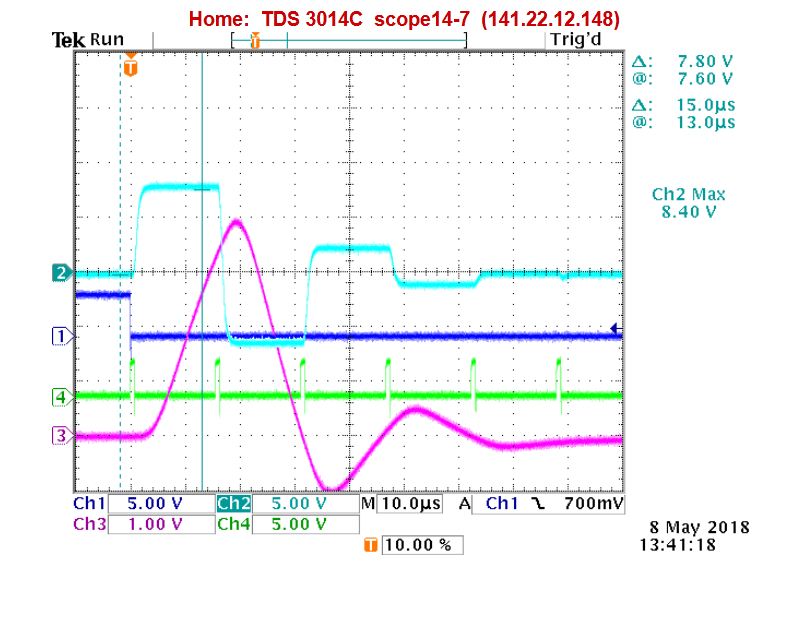 Home: TDS 3014C scope14-7 (141.22.12.148)
Tek Run Trig'd
T
T
Δ: 7.80 V
@: 7.60 V
Δ: 15.0µs
@: 13.0µs
Ch2 Max
8.40 V
2
1
4
3
Ch1 5.00 V Ch2 5.00 V M 10.0µs A Ch1 700mV
Ch3 1.00 V Ch4 5.00 V
T 10.00 %
8 May 2018
13:41:18